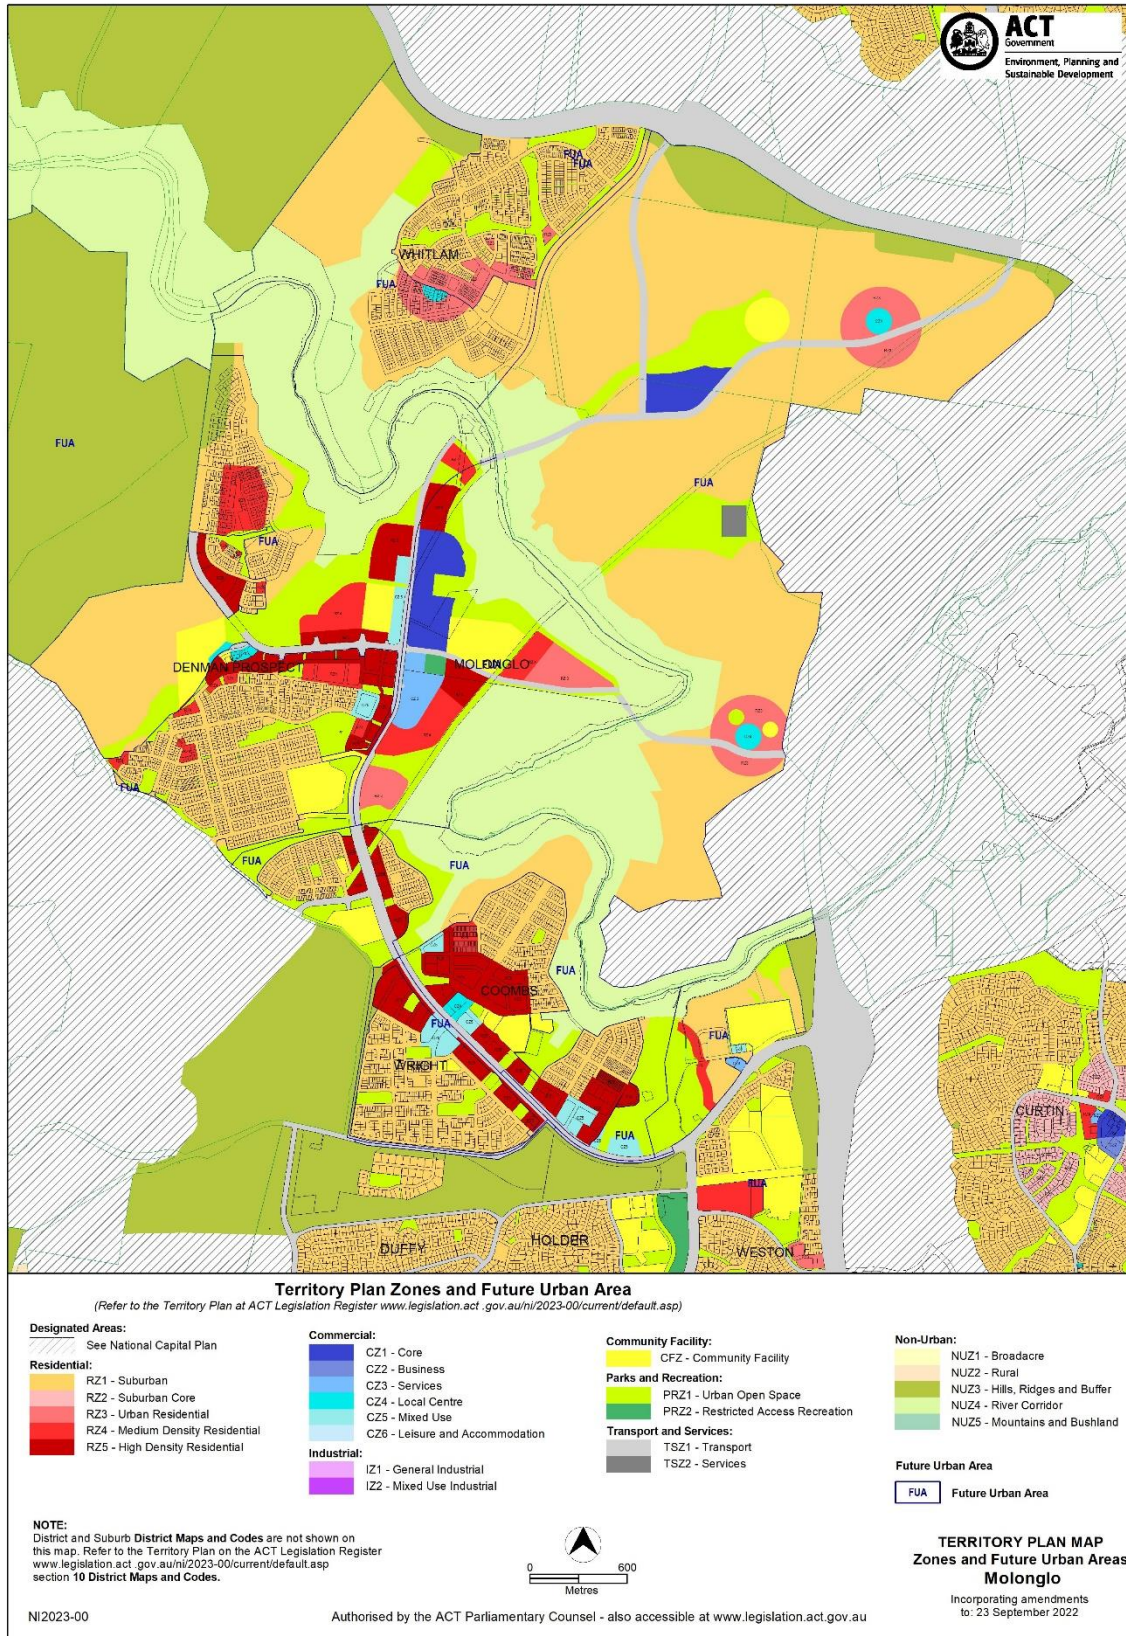 ACT
Government
Environment, Planning and
Sustainable Development
FUA
FUA
WHITLAM
FUA
FUA
FUA
FUA
DENMAN PROSPECT
MOLONGLO
FUA
FUA
FUA
FUA
FUA
COOMBS
FUA
FUA
WRIGHT
FUA
CURTIN
FUA
DUFFY
HOLDER
WESTON
Territory Plan Zones and Future Urban Area
(Refer to the Territory Plan at ACT Legislation Register www.legislation.act .gov.au/ni/2023-00/current/default.asp)
Designated Areas:
See National Capital Plan
Residential:
RZ1 - Suburban
RZ2 - Suburban Core
RZ3 - Urban Residential
RZ4 - Medium Density Residential
RZ5 - High Density Residential
Commercial:
CZ1 - Core
CZ2 - Business
CZ3 - Services
CZ4 - Local Centre
CZ5 - Mixed Use
CZ6 - Leisure and Accommodation
Industrial:
IZ1 - General Industrial
IZ2 - Mixed Use Industrial
Community Facility:
CFZ - Community Facility
Parks and Recreation:
PRZ1 - Urban Open Space
PRZ2 - Restricted Access Recreation
Transport and Services:
TSZ1 - Transport
TSZ2 - Services
Non-Urban:
NUZ1 - Broadacre
NUZ2 - Rural
NUZ3 - Hills, Ridges and Buffer
NUZ4 - River Corridor
NUZ5 - Mountains and Bushland
Future Urban Area
FUA Future Urban Area
NOTE:
District and Suburb District Maps and Codes are not shown on
this map. Refer to the Territory Plan on the ACT Legislation Register
www.legislation.act .gov.au/ni/2023-00/current/default.asp
section 10 District Maps and Codes.
0 600
Metres
TERRITORY PLAN MAP
Zones and Future Urban Areas
Molonglo
Incorporating amendments
to: 23 September 2022
NI2023-00
Authorised by the ACT Parliamentary Counsel - also accessible at www.legislation.act.gov.au